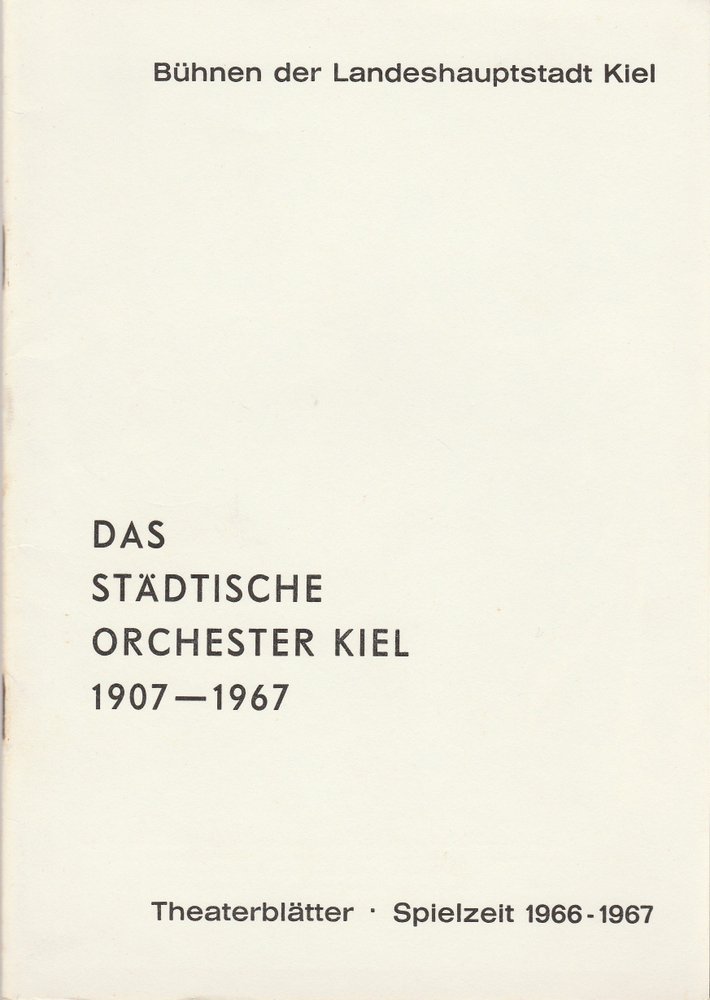 Bühnen der Landeshauptstadt Kiel
DAS
STÄDTISCHE
ORCHESTER KIEL
1907—1967
Theaterblätter · Spielzeit 1966-1967